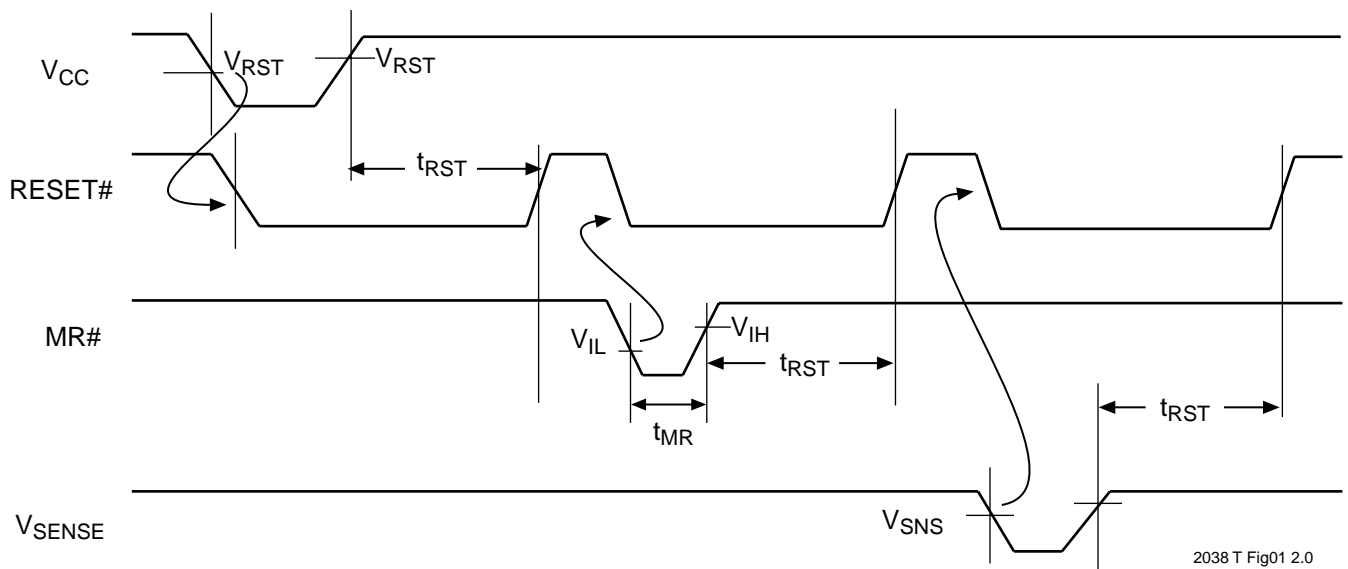 VCC
VRST
VRST
RESET#
tRST
MR#
VIL
VIH
tRST
tMR
tRST
VSENSE
VSNS
2038 T Fig01 2.0